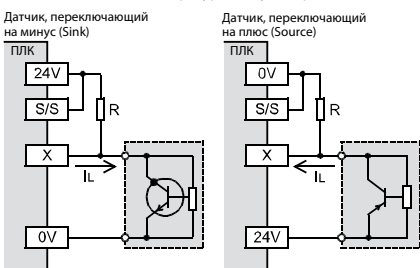 Датчик, переключающий
на минус (Sink)
ПЛК
24V
S/S
R
X
IL
0V
Датчик, переключающий
на плюс (Source)
ПЛК
0V
S/S
R
X
IL
24V